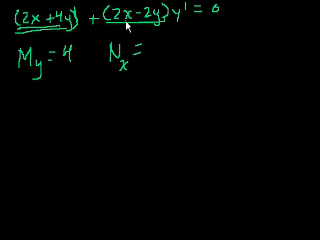 (2x + 4y) + (2x - 2y) y' = 0
My = 4 Nx =